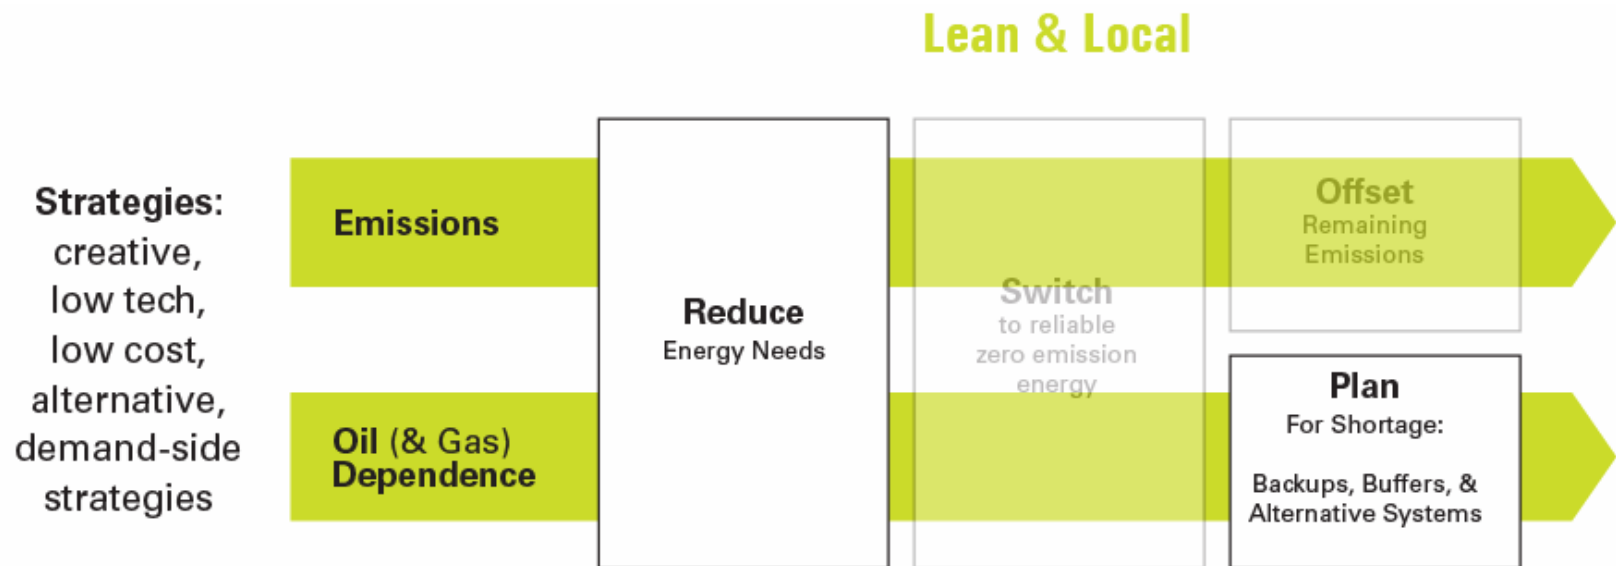 Lean & Local
Strategies:
creative,
low tech,
low cost,
alternative,
demand-side
strategies
Emissions
Oil (& Gas)
Dependence
Reduce
Energy Needs
Switch
to reliable
zero emission
energy
Offset
Remaining
Emissions
Plan
For Shortage:
Backups, Buffers, &
Alternative Systems